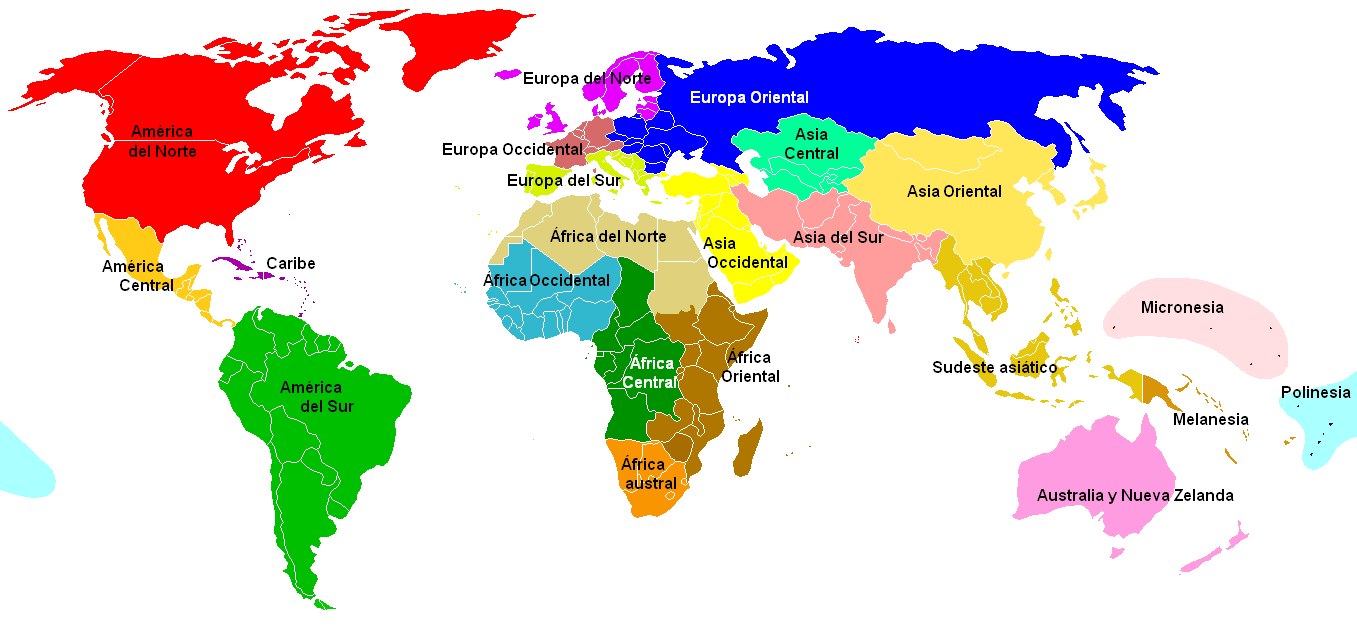 Europa del Norte
Europa Oriental
América
del Norte
Asia
Central
Europa Occidental
Europa del Sur
Asia Oriental
África del Norte
Asia del Sur
Asia
Occidental
Caribe
América
Central
África Occidental
Micronesia
África
Central
África
Oriental
Sudeste asiático
América
del Sur
Polinesia
Melanesia
África
austral
Australia y Nueva Zelanda